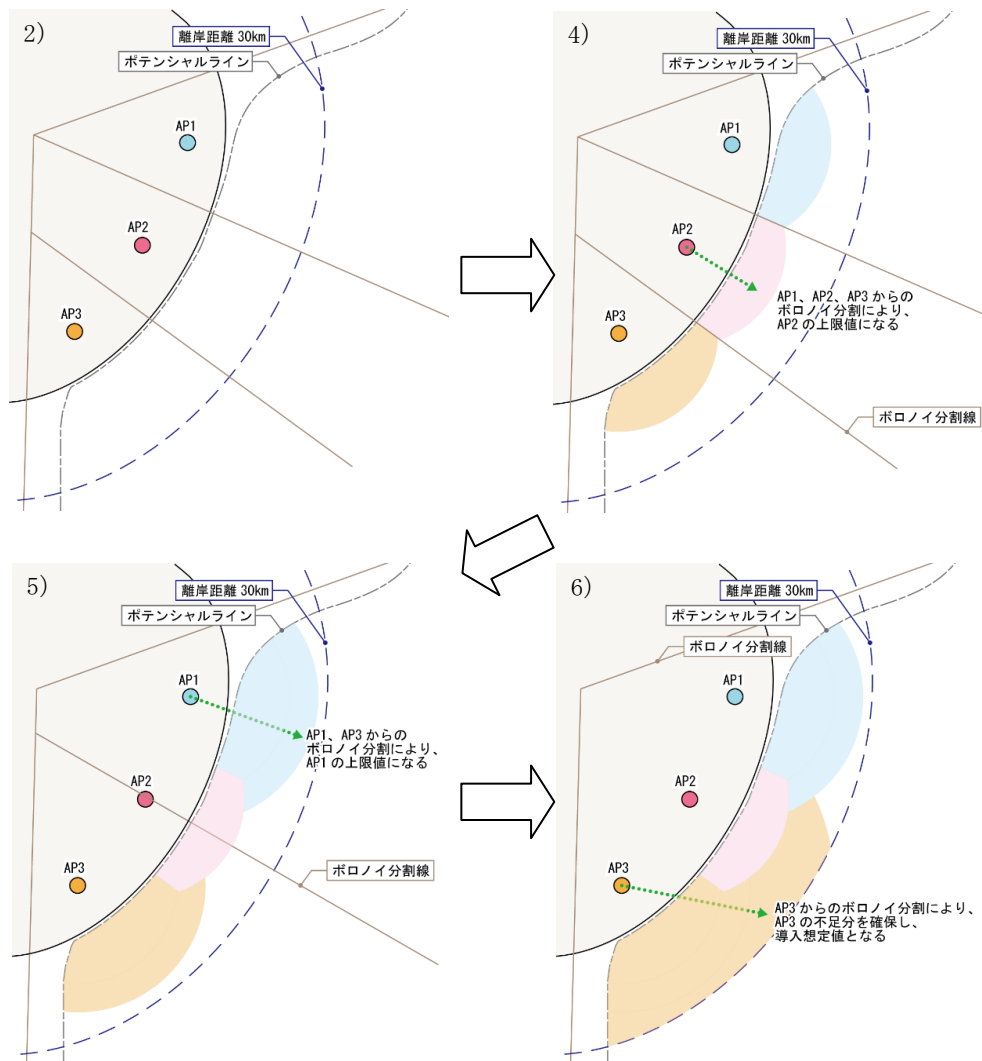 2)
離岸距離 30km
ポテンシャルライン
AP1
AP2
AP3
4)
離岸距離 30km
ポテンシャルライン
AP1
AP2
AP1、AP2、AP3 からの
ボロノイ分割により、
AP2 の上限値になる
AP3
ボロノイ分割線
5)
離岸距離 30km
ポテンシャルライン
AP1
AP1、AP3 からの
ボロノイ分割により、
AP1 の上限値になる
AP2
ボロノイ分割線
AP3
6)
離岸距離 30km
ポテンシャルライン
ボロノイ分割線
AP1
AP2
AP3
AP3 からのボロノイ分割により、
AP3 の不足分を確保し、
導入想定値となる